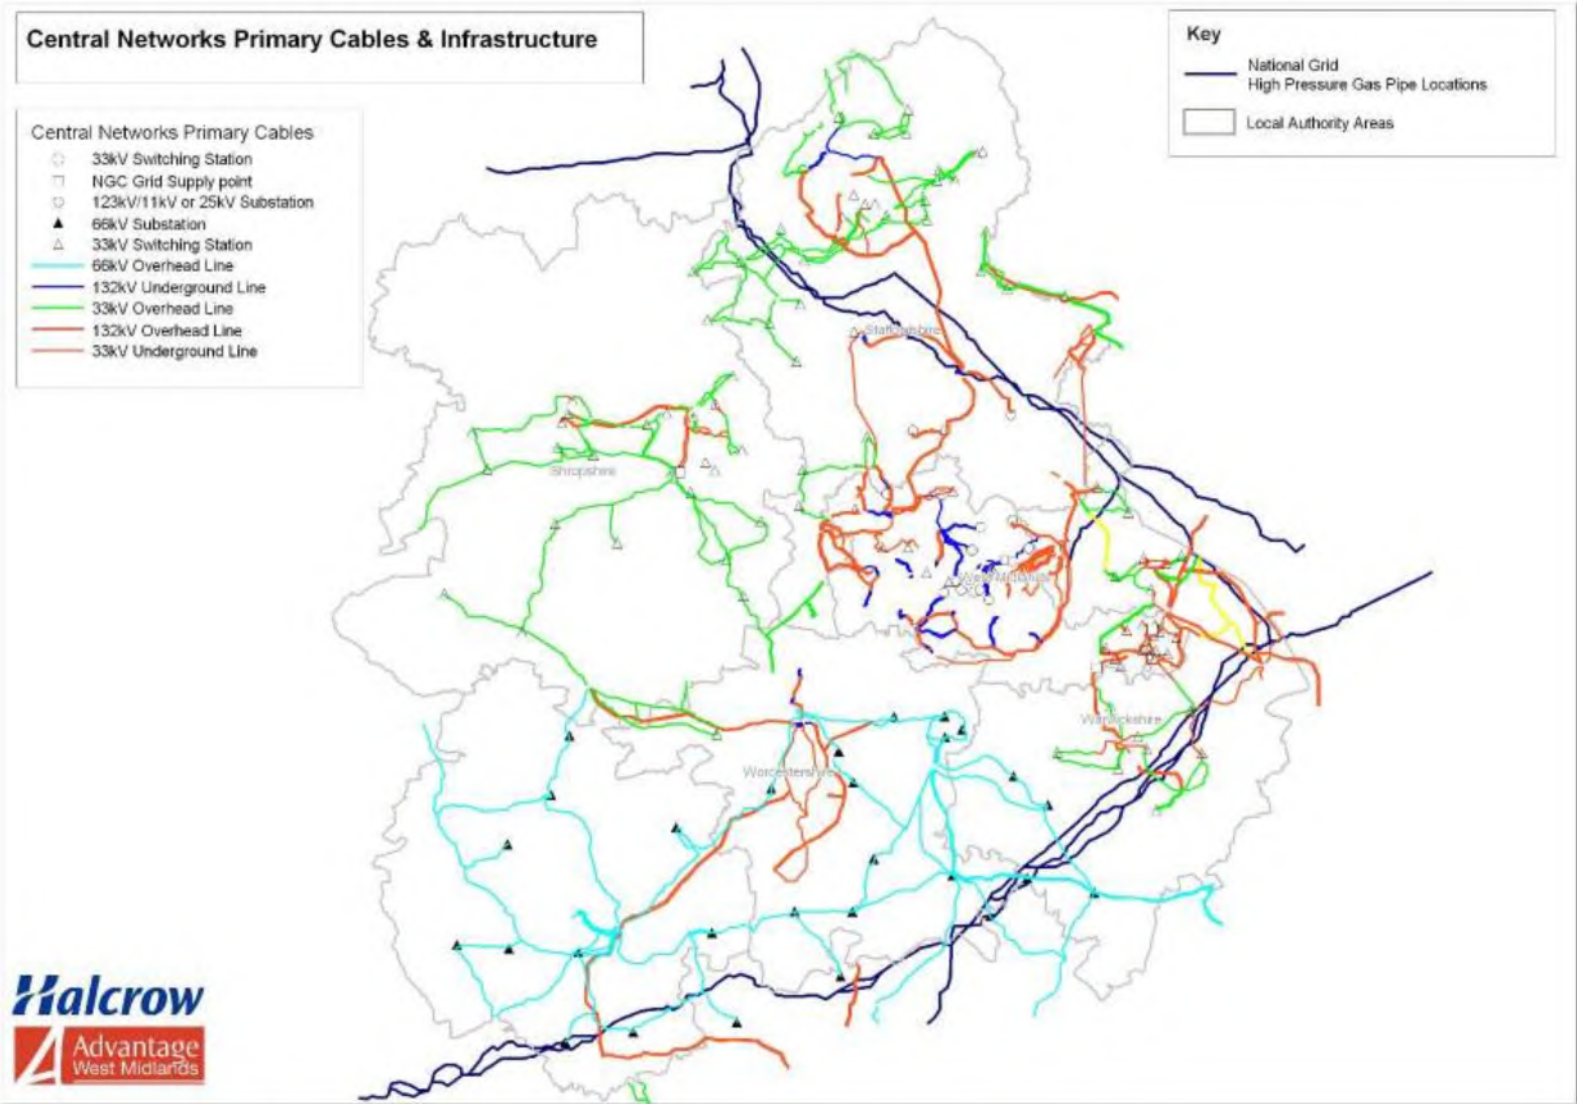 Central Networks Primary Cables & Infrastructure
Key
National Grid
High Pressure Gas Pipe Locations
Local Authority Areas
Central Networks Primary Cables
33kV Switching Station
NGC Grid Supply point
123kV/11kV or 25kV Substation
66kV Substation
33kV Switching Station
66kV Overhead Line
132kV Underground Line
33kV Overhead Line
132kV Overhead Line
33kV Underground Line
Staffordshire
Shropshire
West Midlands
Warwickshire
Worcestershire
Halcrow
Advantage
West Midlands